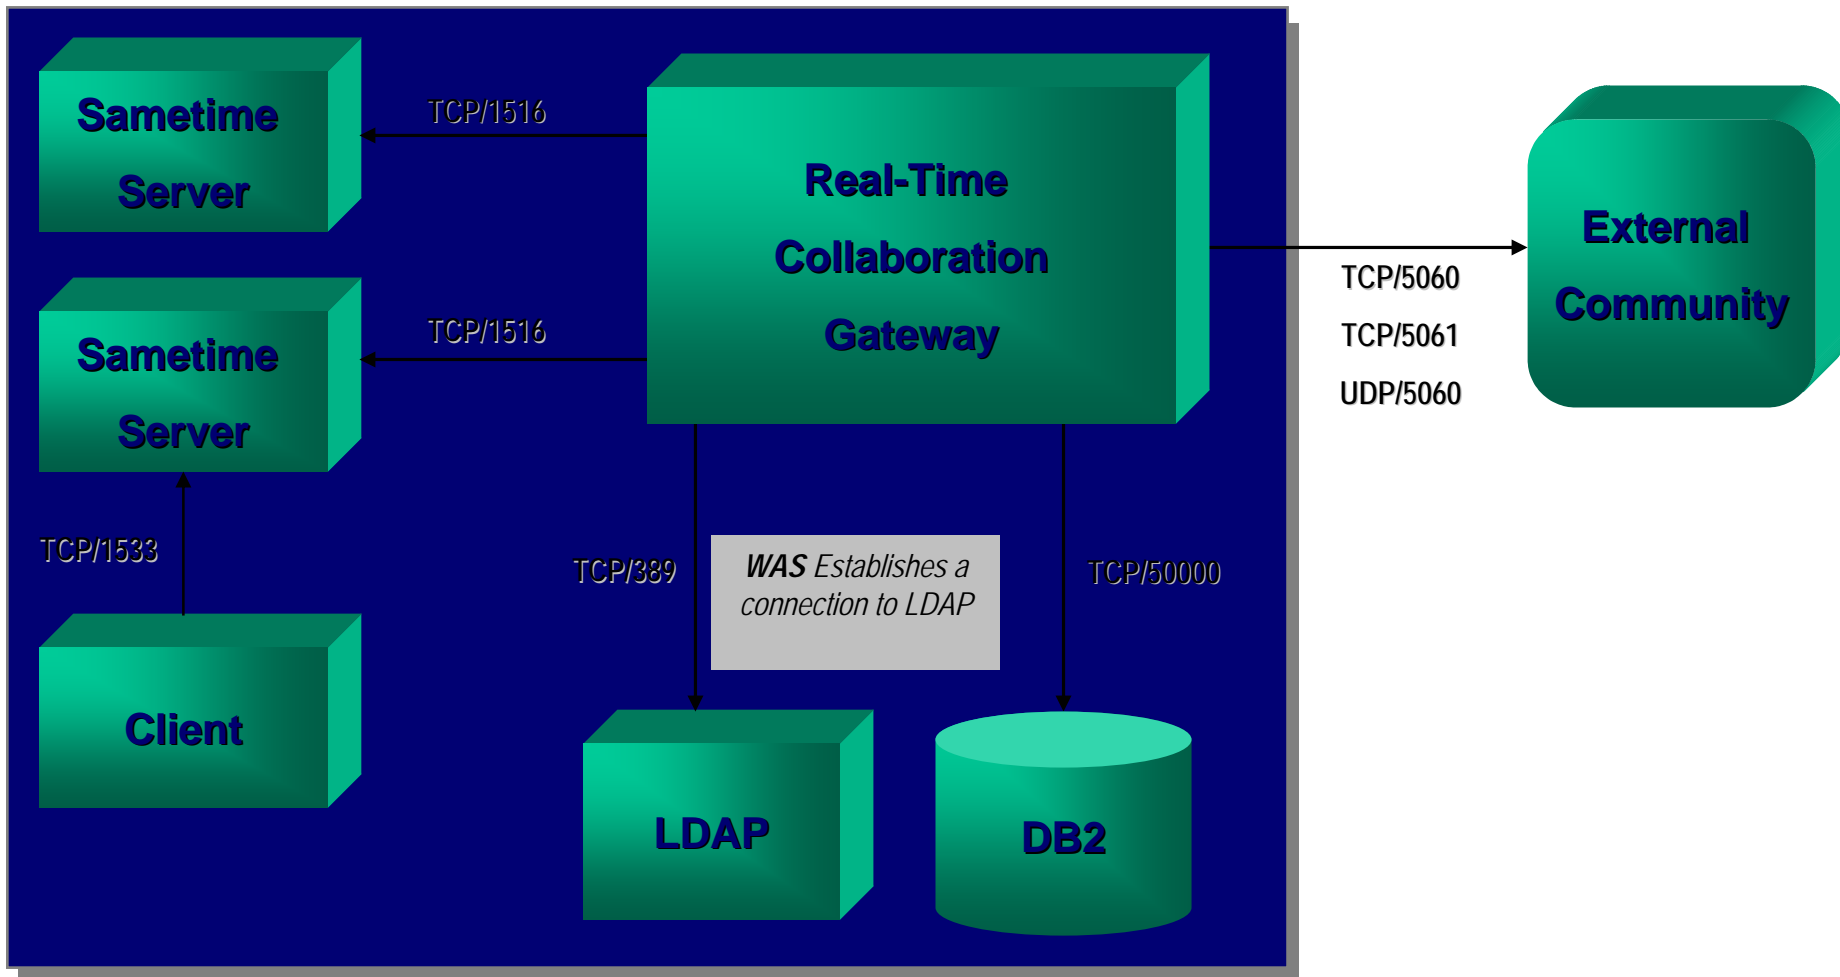 Sametime
Server
TCP/1516
Real-Time
Collaboration
Gateway
External
Community
TCP/5060
TCP/5061
UDP/5060
Sametime
Server
TCP/1516
TCP/1533
TCP/389
WAS Establishes a
connection to LDAP
TCP/50000
Client
LDAP
DB2